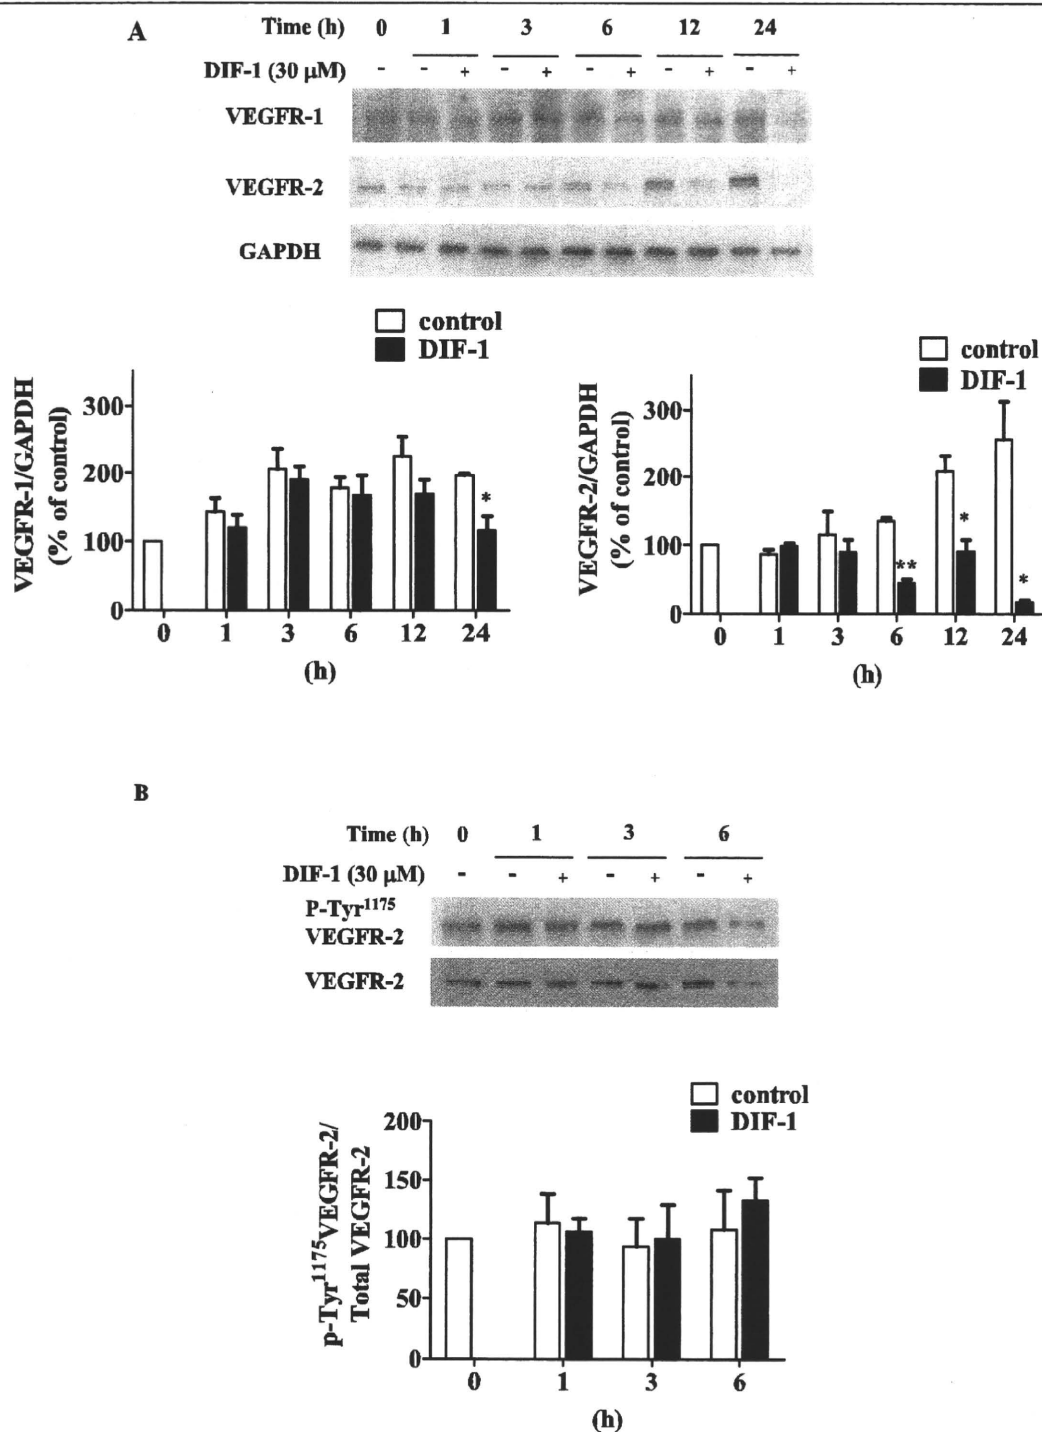 A
Time (h) 0 1 3 6 12 24
DIF-1 (30 μM) - - + - + - + - + - +
VEGFR-1
VEGFR-2
GAPDH
control
DIF-1
VEGFR-1/GAPDH
(% of control)
300
200
100
0
0 1 3 6 12 24
(h)
*
control
DIF-1
VEGFR-2/GAPDH
(% of control)
300
200
100
0
0 1 3 6 12 24
(h)
**
*
*
B
Time (h) 0 1 3 6
DIF-1 (30 μM) - - + - + - +
P-Tyr¹¹⁷⁵
VEGFR-2
VEGFR-2
control
DIF-1
p-Tyr¹¹⁷⁵VEGFR-2/
Total VEGFR-2
200
150
100
50
0
0 1 3 6
(h)